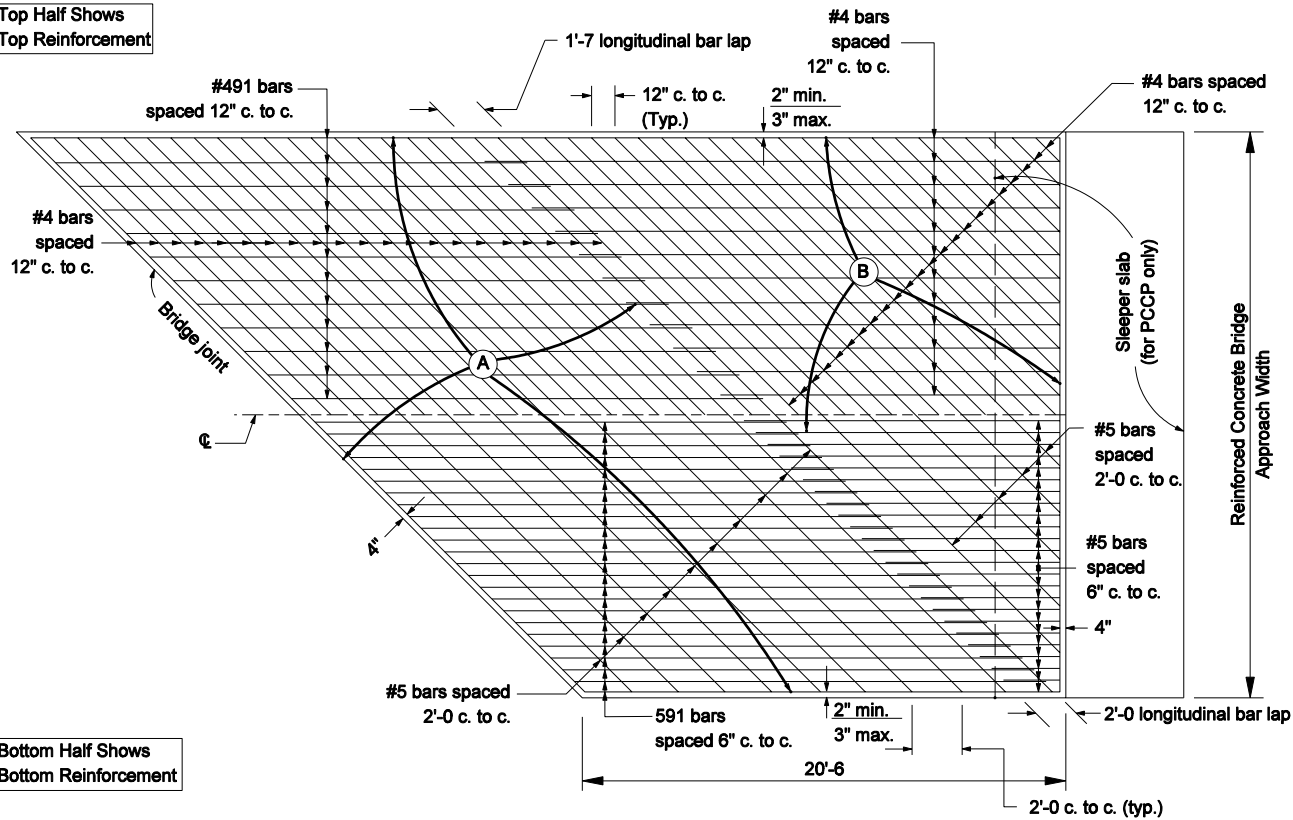 Top Half Shows
Top Reinforcement
1'-7 longitudinal bar lap
#4 bars
spaced
12" c. to c.
#491 bars
spaced 12" c. to c.
12" c. to c.
(Typ.)
2" min.
3" max.
#4 bars spaced
12" c. to c.
#4 bars
spaced
12" c. to c.
Bridge joint
A
B
Sleeper slab
(for PCCP only)
Reinforced Concrete Bridge
Approach Width
℄
4"
#5 bars
spaced
2'-0 c. to c.
#5 bars
spaced
6" c. to c.
4"
#5 bars spaced
2'-0 c. to c.
591 bars
spaced 6" c. to c.
2" min.
3" max.
2'-0 longitudinal bar lap
Bottom Half Shows
Bottom Reinforcement
20'-6
2'-0 c. to c. (typ.)